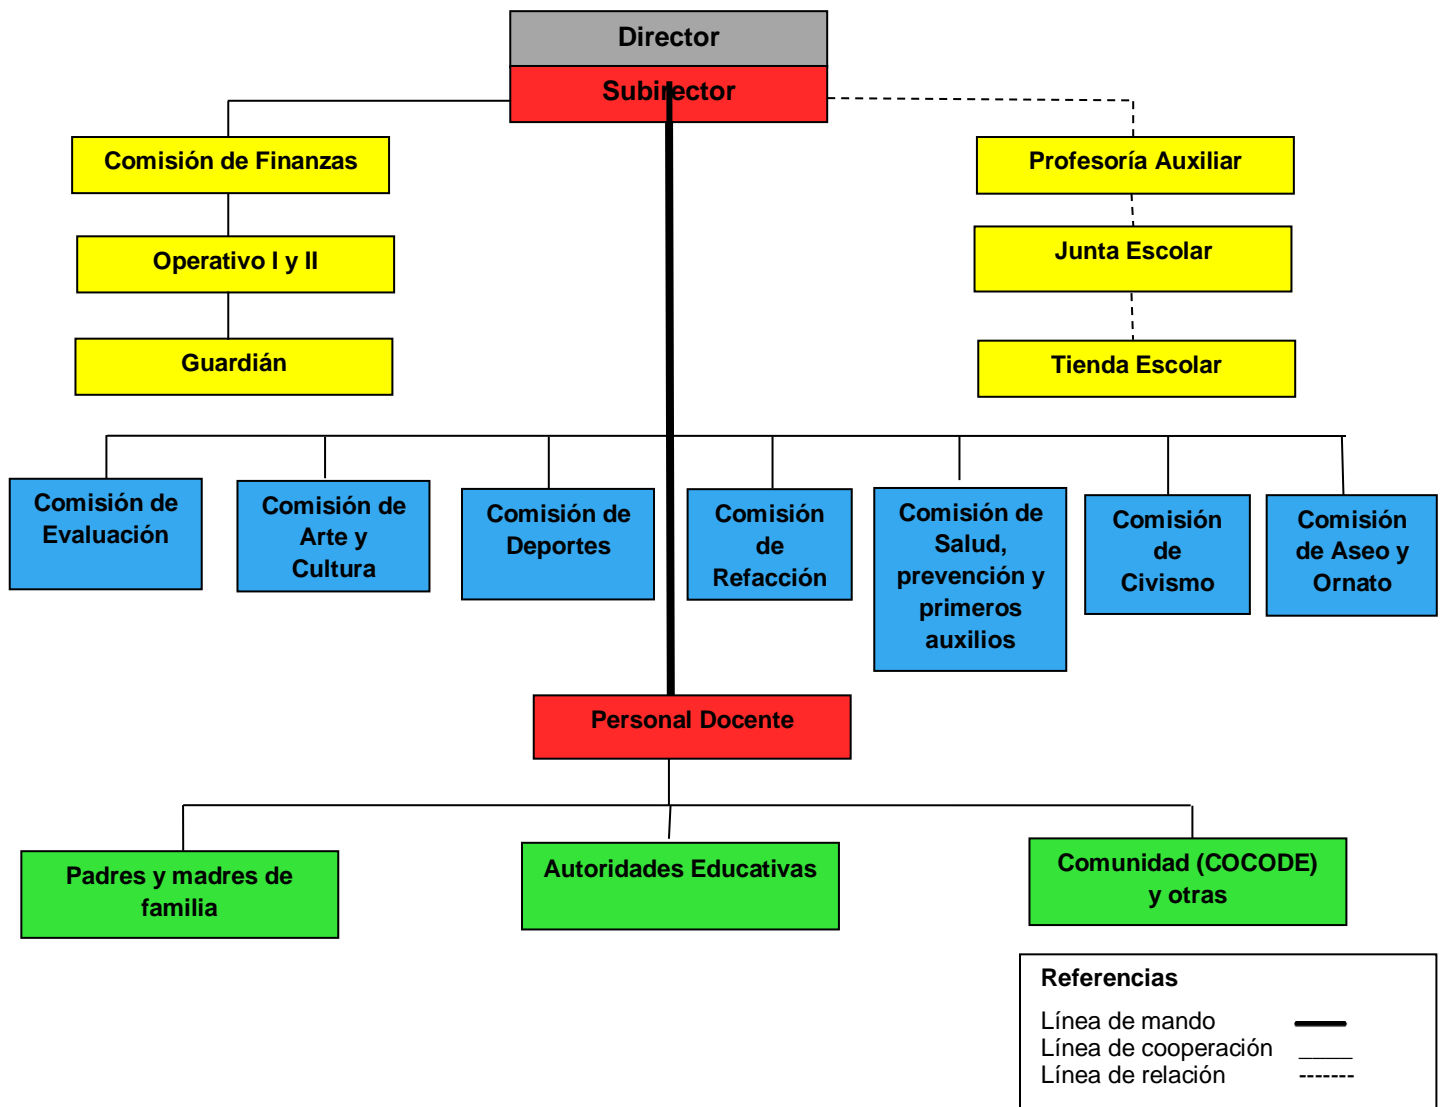 Director
Subirector
Comisión de Finanzas
Profesoría Auxiliar
Operativo I y II
Junta Escolar
Guardián
Tienda Escolar
Comisión de
Evaluación
Comisión de
Arte y
Cultura
Comisión de
Deportes
Comisión
de
Refacción
Comisión de
Salud,
prevención y
primeros
auxilios
Comisión
de
Civismo
Comisión
de Aseo y
Ornato
Personal Docente
Padres y madres de
familia
Autoridades Educativas
Comunidad (COCODE)
y otras
Referencias
Línea de mando
Línea de cooperación ____
Línea de relación -------